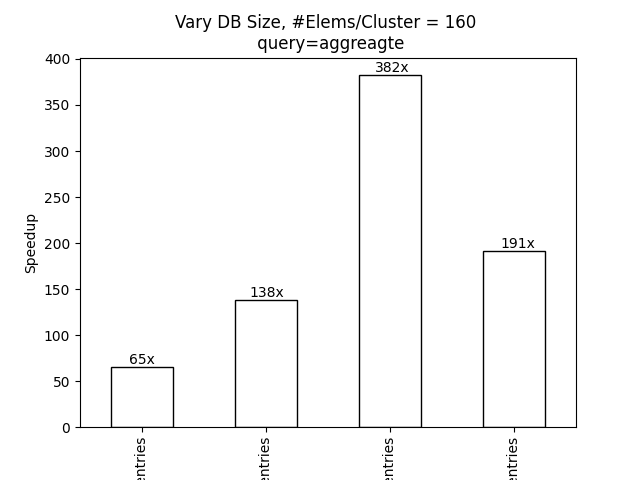 Vary DB Size, #Elems/Cluster = 160
query=aggreagte
400
350
300
250
200
150
100
50
0
Speedup
65x
138x
382x
191x
entries
entries
entries
entries